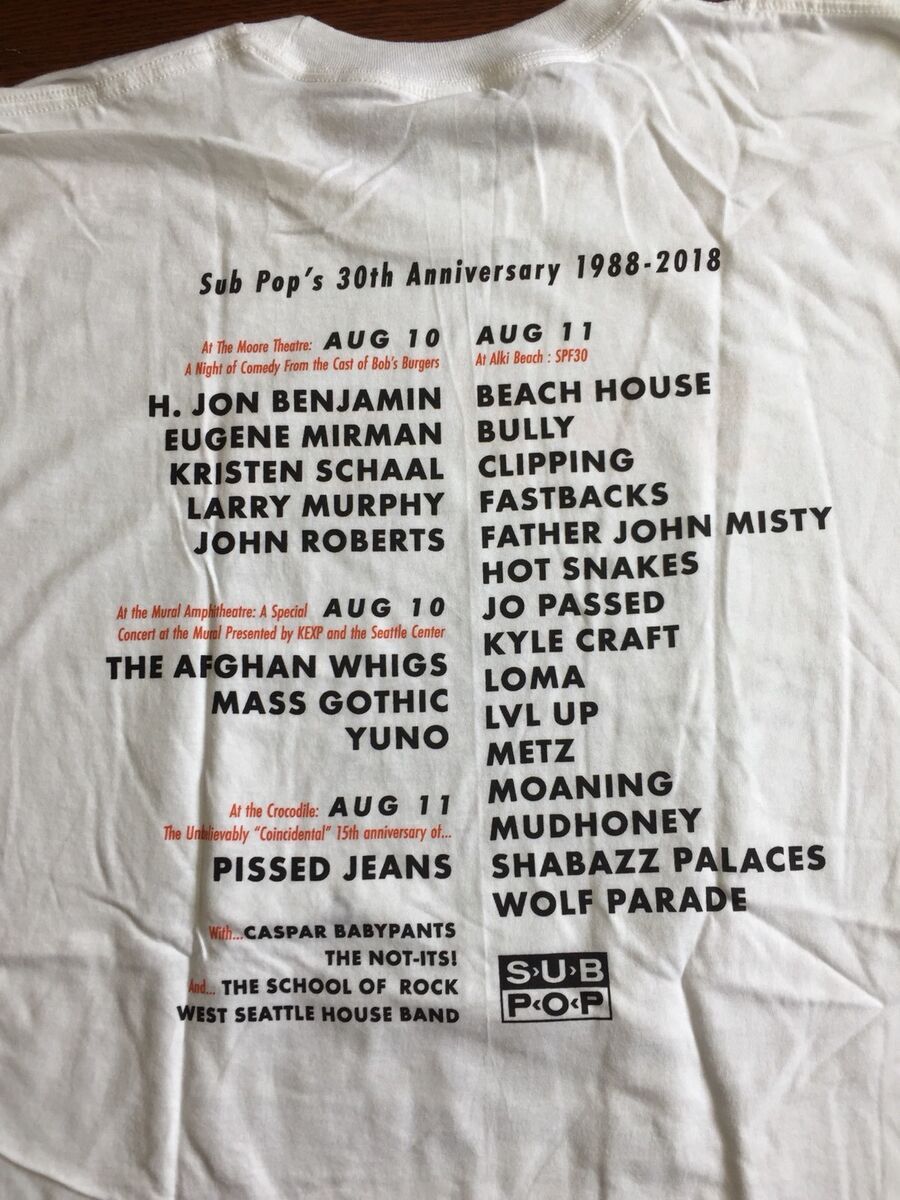 Sub Pop's 30th Anniversary 1988-2018
At The Moore Theatre: AUG 10
A Night of Comedy From the Cast of Bob's Burgers
H. JON BENJAMIN
EUGENE MIRMAN
KRISTEN SCHAAL
LARRY MURPHY
JOHN ROBERTS
At the Mural Amphitheatre: A Special AUG 10
Concert at the Mural Presented by KEXP and the Seattle Center
THE AFGHAN WHIGS
MASS GOTHIC
YUNO
At the Crocodile: AUG 11
The Unbelievably "Coincidental" 15th anniversary of...
PISSED JEANS
With...CASPAR BABYPANTS
THE NOT-ITS!
And... THE SCHOOL OF ROCK
WEST SEATTLE HOUSE BAND
AUG 11
At Alki Beach : SPF30
BEACH HOUSE
BULLY
CLIPPING
FASTBACKS
FATHER JOHN MISTY
HOT SNAKES
JO PASSED
KYLE CRAFT
LOMA
LVL UP
METZ
MOANING
MUDHONEY
SHABAZZ PALACES
WOLF PARADE
S›U›B
P‹O‹P